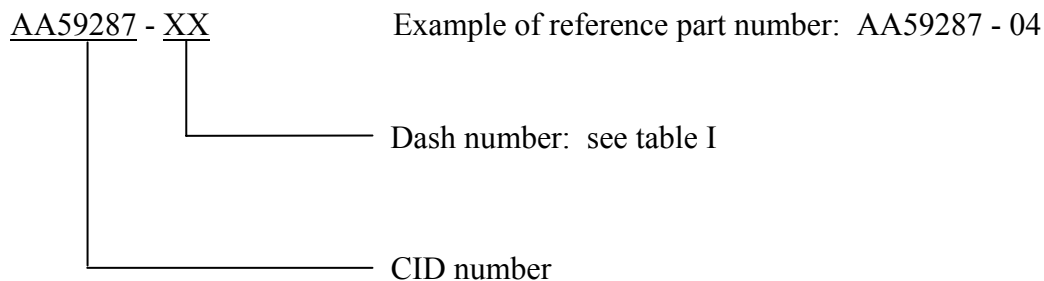 AA59287 - XX Example of reference part number: AA59287 - 04
Dash number: see table I
CID number